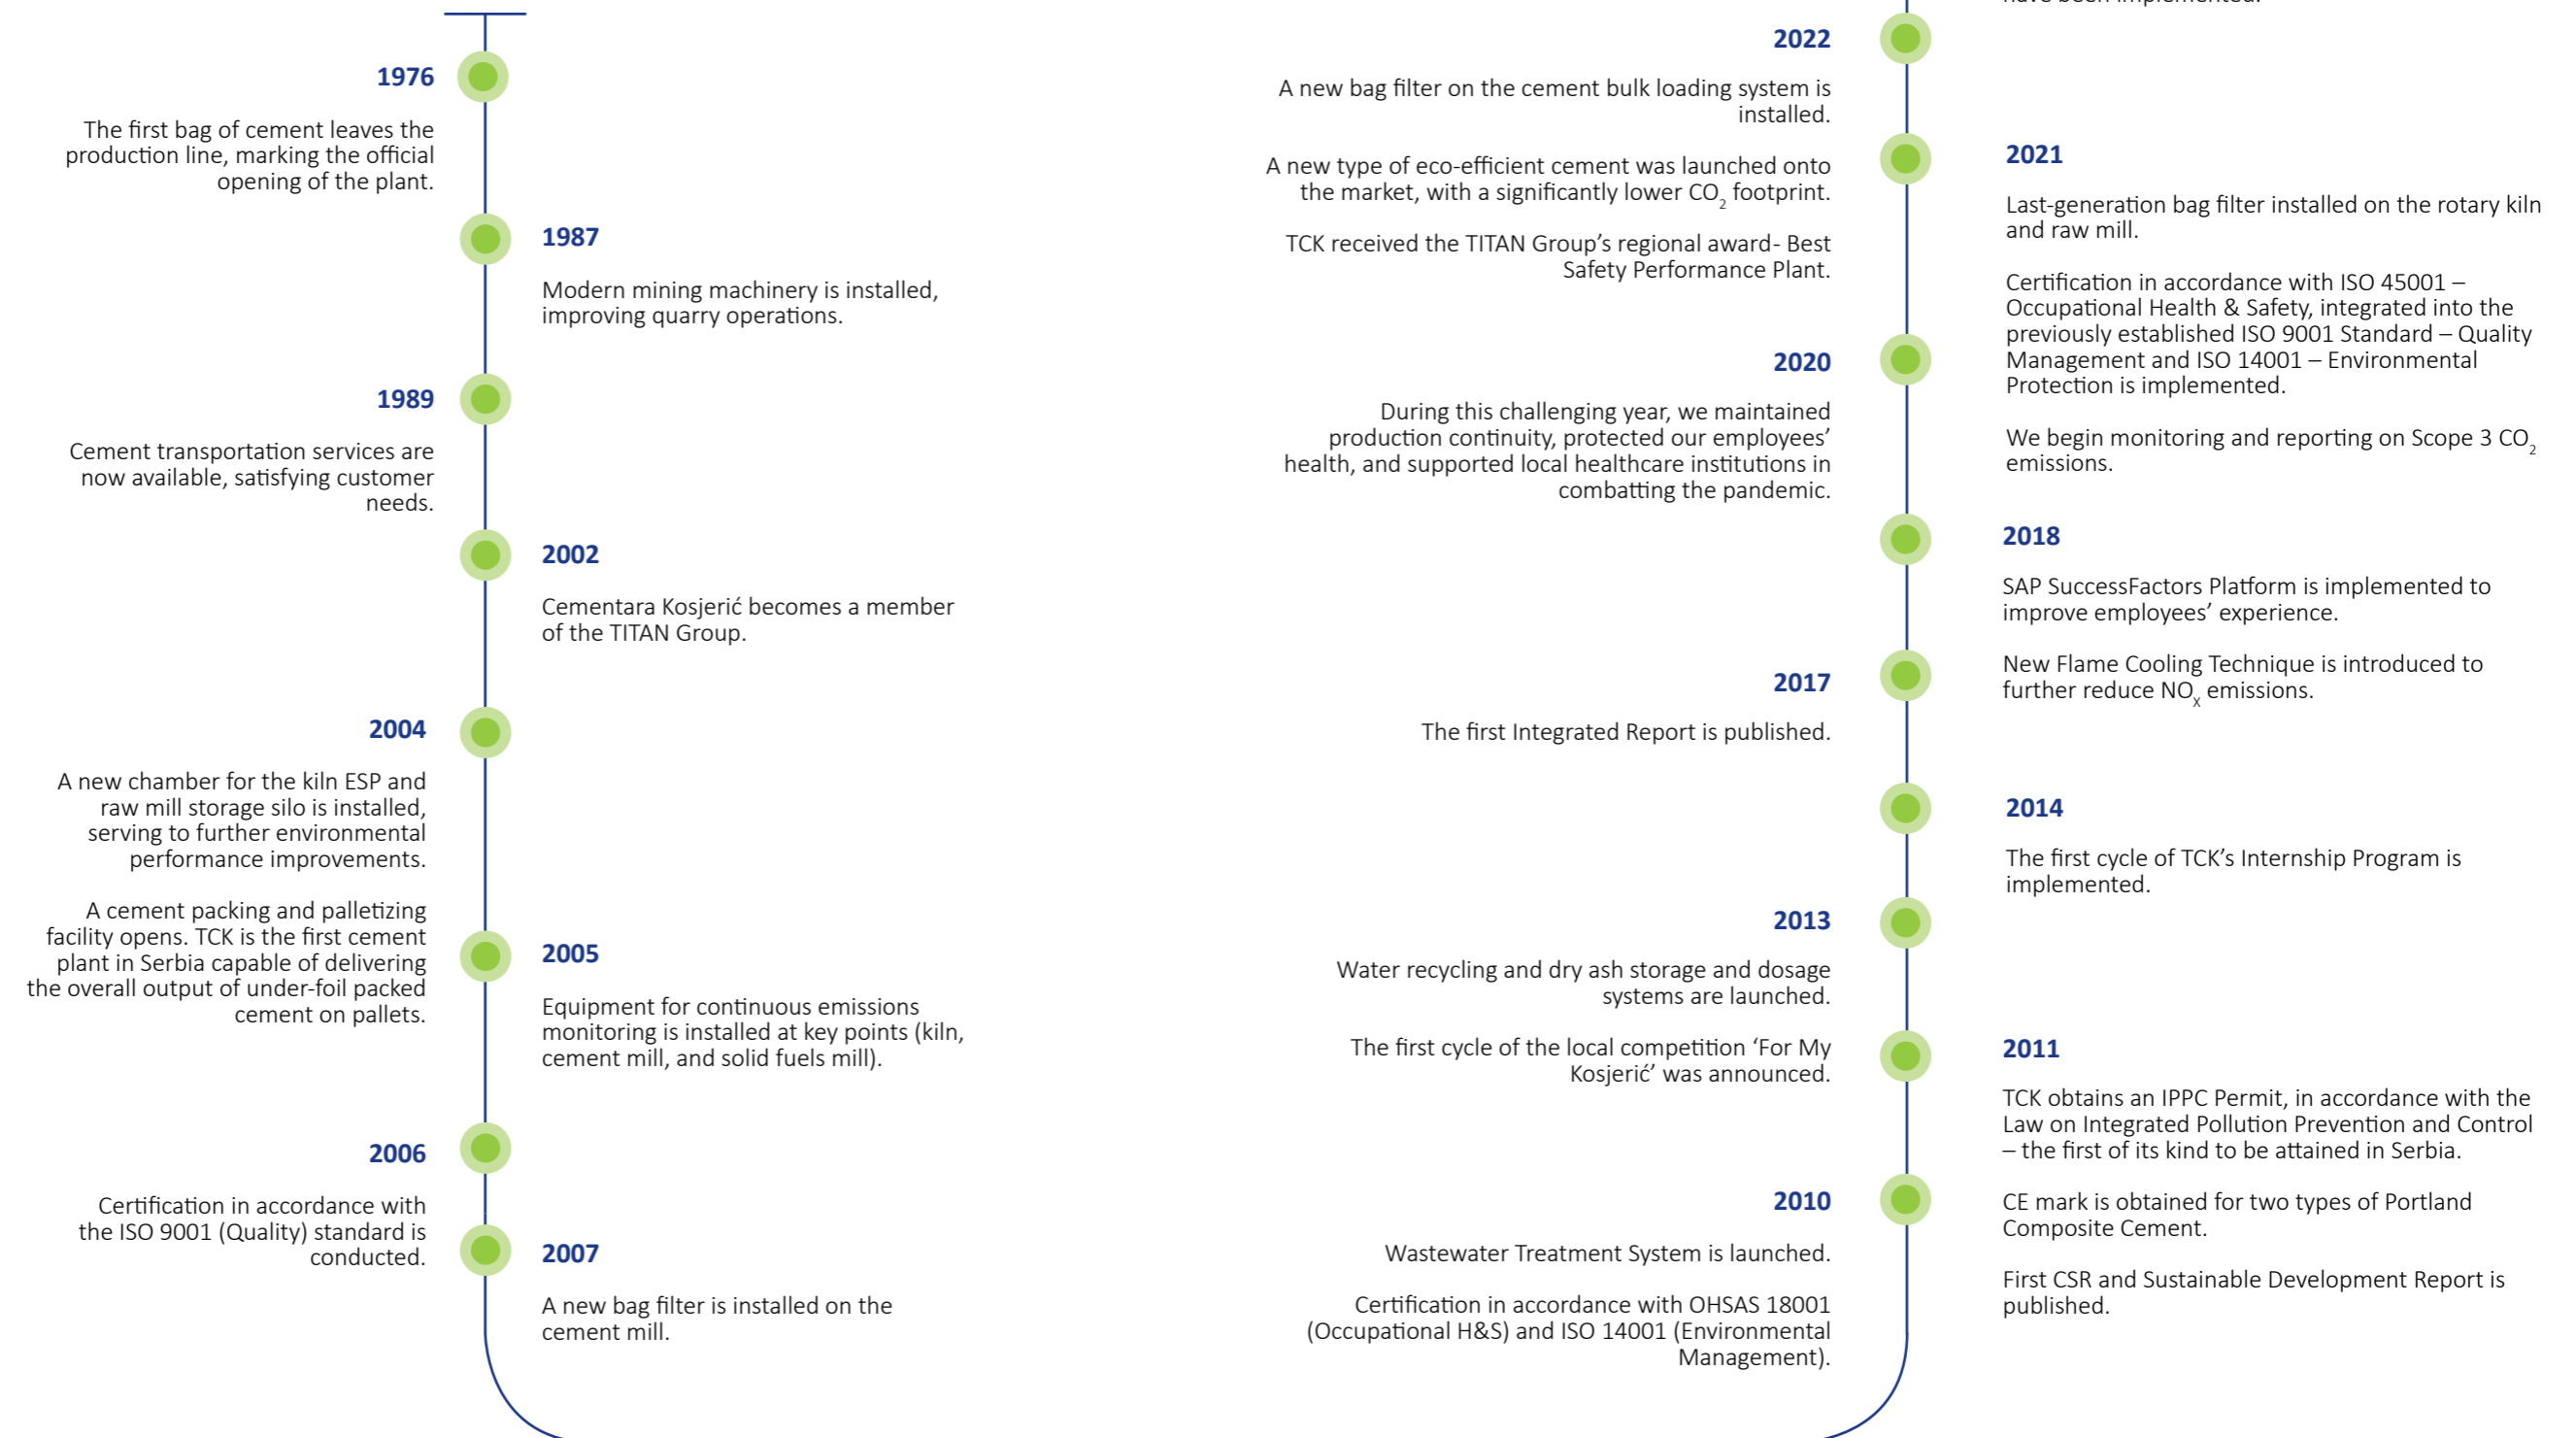 1976
The first bag of cement leaves the
production line, marking the official
opening of the plant.
1987
Modern mining machinery is installed,
improving quarry operations.
1989
Cement transportation services are
now available, satisfying customer
needs.
2002
Cementara Kosjerić becomes a member
of the TITAN Group.
2004
A new chamber for the kiln ESP and
raw mill storage silo is installed,
serving to further environmental
performance improvements.
A cement packing and palletizing
facility opens. TCK is the first cement
plant in Serbia capable of delivering
the overall output of under-foil packed
cement on pallets.
2005
Equipment for continuous emissions
monitoring is installed at key points (kiln,
cement mill, and solid fuels mill).
2006
Certification in accordance with
the ISO 9001 (Quality) standard is
conducted.
2007
A new bag filter is installed on the
cement mill.
have been implemented.
2022
A new bag filter on the cement bulk loading system is
installed.
A new type of eco-efficient cement was launched onto
the market, with a significantly lower CO₂ footprint.
TCK received the TITAN Group’s regional award- Best
Safety Performance Plant.
2021
Last-generation bag filter installed on the rotary kiln
and raw mill.
Certification in accordance with ISO 45001 –
Occupational Health & Safety, integrated into the
previously established ISO 9001 Standard – Quality
Management and ISO 14001 – Environmental
Protection is implemented.
We begin monitoring and reporting on Scope 3 CO₂
emissions.
2020
During this challenging year, we maintained
production continuity, protected our employees’
health, and supported local healthcare institutions in
combatting the pandemic.
2018
SAP SuccessFactors Platform is implemented to
improve employees’ experience.
New Flame Cooling Technique is introduced to
further reduce NOₓ emissions.
2017
The first Integrated Report is published.
2014
The first cycle of TCK’s Internship Program is
implemented.
2013
Water recycling and dry ash storage and dosage
systems are launched.
The first cycle of the local competition ‘For My
Kosjerić’ was announced.
2011
TCK obtains an IPPC Permit, in accordance with the
Law on Integrated Pollution Prevention and Control
– the first of its kind to be attained in Serbia.
CE mark is obtained for two types of Portland
Composite Cement.
First CSR and Sustainable Development Report is
published.
2010
Wastewater Treatment System is launched.
Certification in accordance with OHSAS 18001
(Occupational H&S) and ISO 14001 (Environmental
Management).